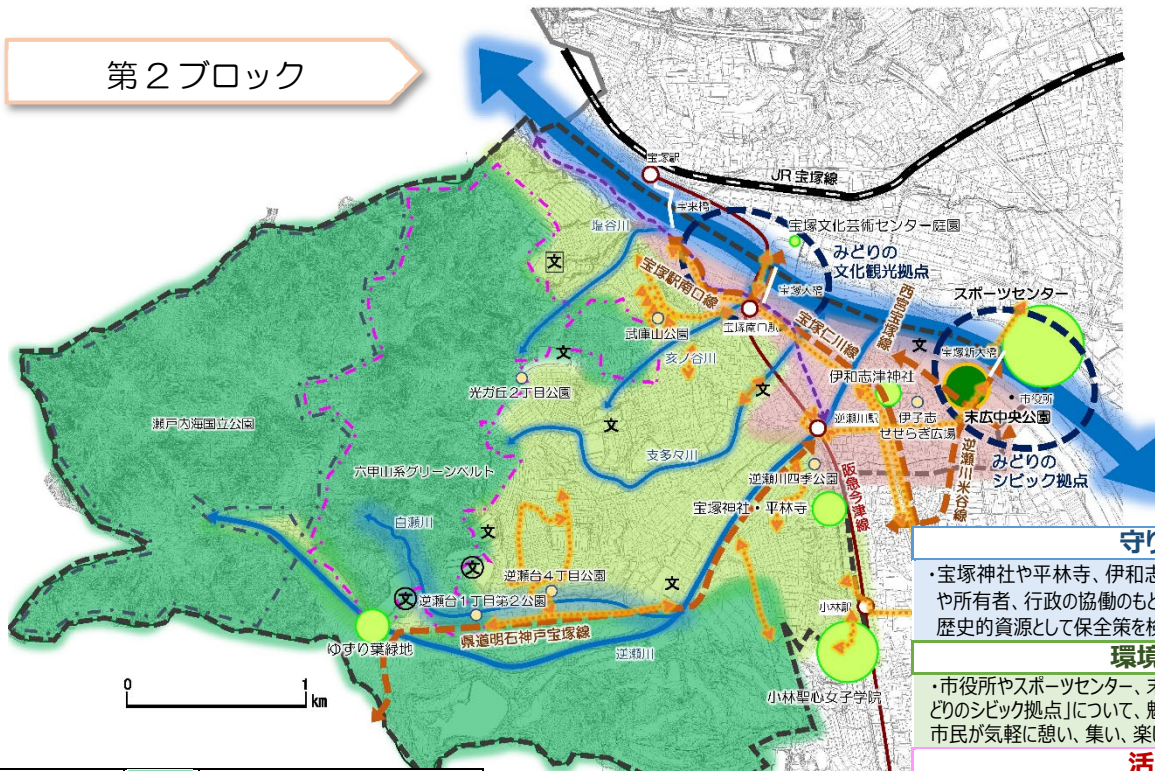 第2ブロック
宝塚駅
JR宝塚線
宝来橋
宝塚文化芸術センター庭園
塩谷川
みどりの
文化観光拠点
宝塚駅南口線
宝塚大橋
西宮宝塚線
スポーツセンター
文
武庫山公園
宝塚南口駅
宝塚仁川線
宝塚新大橋
文
亥ノ谷川
文
伊和志津神社
・市役所
光ガ丘2丁目公園
文
末広中央公園
瀬戸内海国立公園
文
逆瀬川駅
伊子志
せせらぎ広場
支多々川
みどりの
シビック拠点
六甲山系グリーンベルト
逆瀬川四季公園
阪急今津線
逆瀬川米谷線
宝塚神社・平林寺
白瀬川
文
守り
・宝塚神社や平林寺、伊和志
や所有者、行政の協働のもと
歴史的資源として保全策を検
文
逆瀬台4丁目公園
文
文
逆瀬台1丁目第2公園
小林駅
県道明石神戸宝塚線
ゆずり葉緑地
逆瀬川
環境
・市役所やスポーツセンター、末
どりのシビック拠点」について、魅
市民が気軽に憩い、集い、楽し
小林聖心女子学院
0 1
km
活